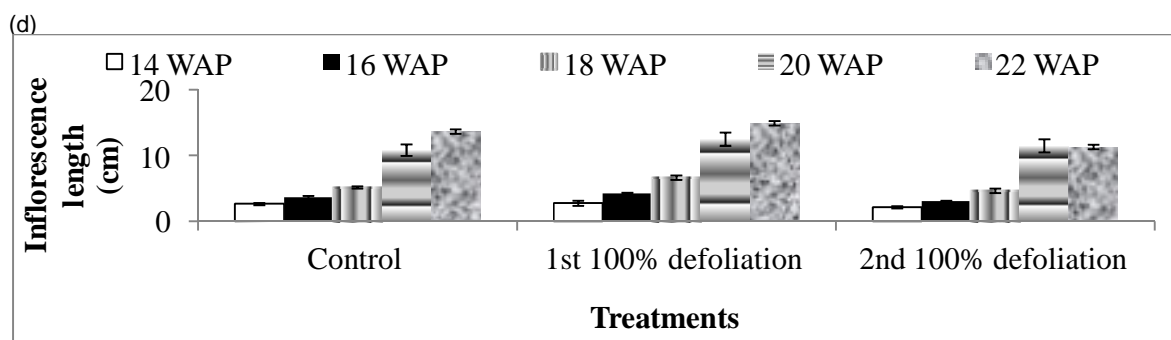 (d)
14 WAP 16 WAP 18 WAP 20 WAP 22 WAP
Inflorescence
length
(cm)
20
10
0
Control 1st 100% defoliation 2nd 100% defoliation
Treatments